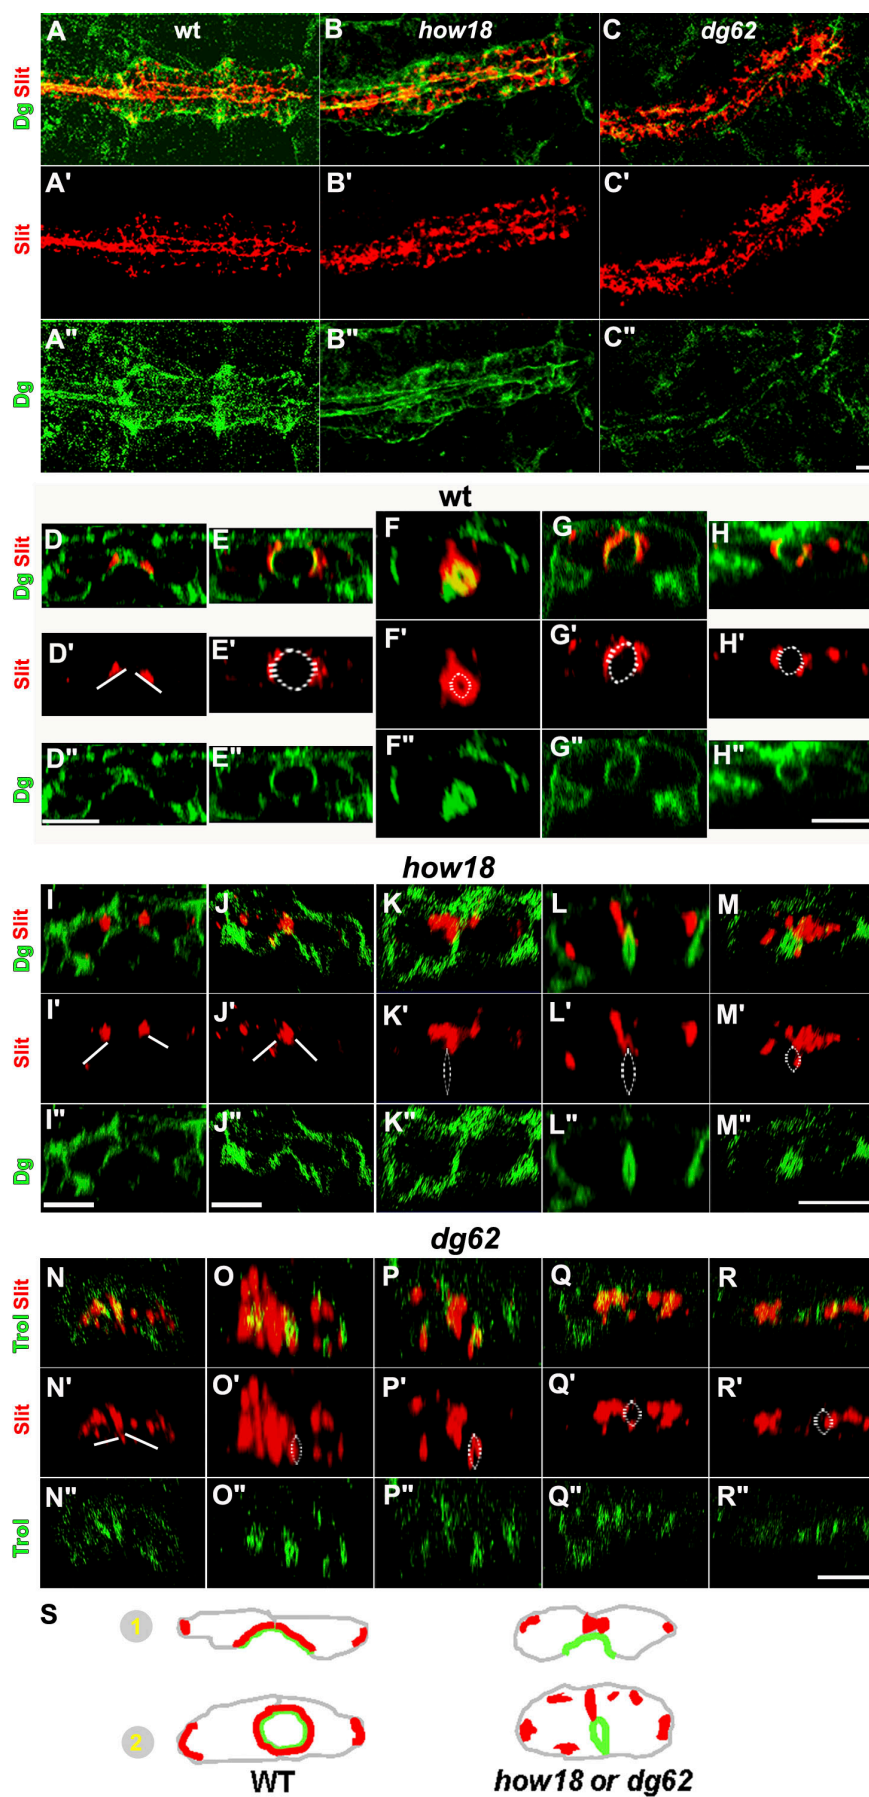 A wt B how18 C dg62
Dg Slit
A' B' C'
Slit
A" B" C"
Dg
wt
D E F G H
Dg Slit
D' E' F' G' H'
Slit
D" E" F" G" H"
Dg
how18
I J K L M
Dg Slit
I' J' K' L' M'
Slit
I" J" K" L" M"
Dg
dg62
N O P Q R
Trol Slit
N' O' P' Q' R'
Slit
N" O" P" Q" R"
Trol
S
1
2
WT how18 or dg62